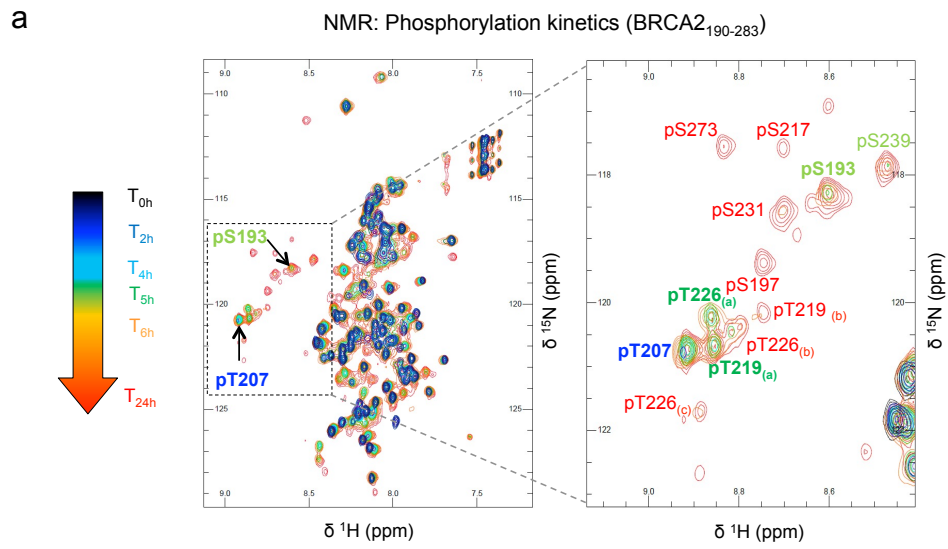 a
NMR: Phosphorylation kinetics (BRCA2190-283)
T0h
T2h
T4h
T5h
T6h
T24h
9.0 8.5 8.0 7.5
110
115
120
125
pS193
pT207
9.0 8.5 8.0 7.5
δ 1H (ppm)
δ 15N (ppm)
9.0 8.8 8.6
118
120
122
pS273
pS217
pS239
pS193
pS231
pS197
pT226(a)
pT219(b)
pT207
pT226(b)
pT219(a)
pT226(c)
9.0 8.8 8.6
δ 1H (ppm)
δ 15N (ppm)
118
120
122